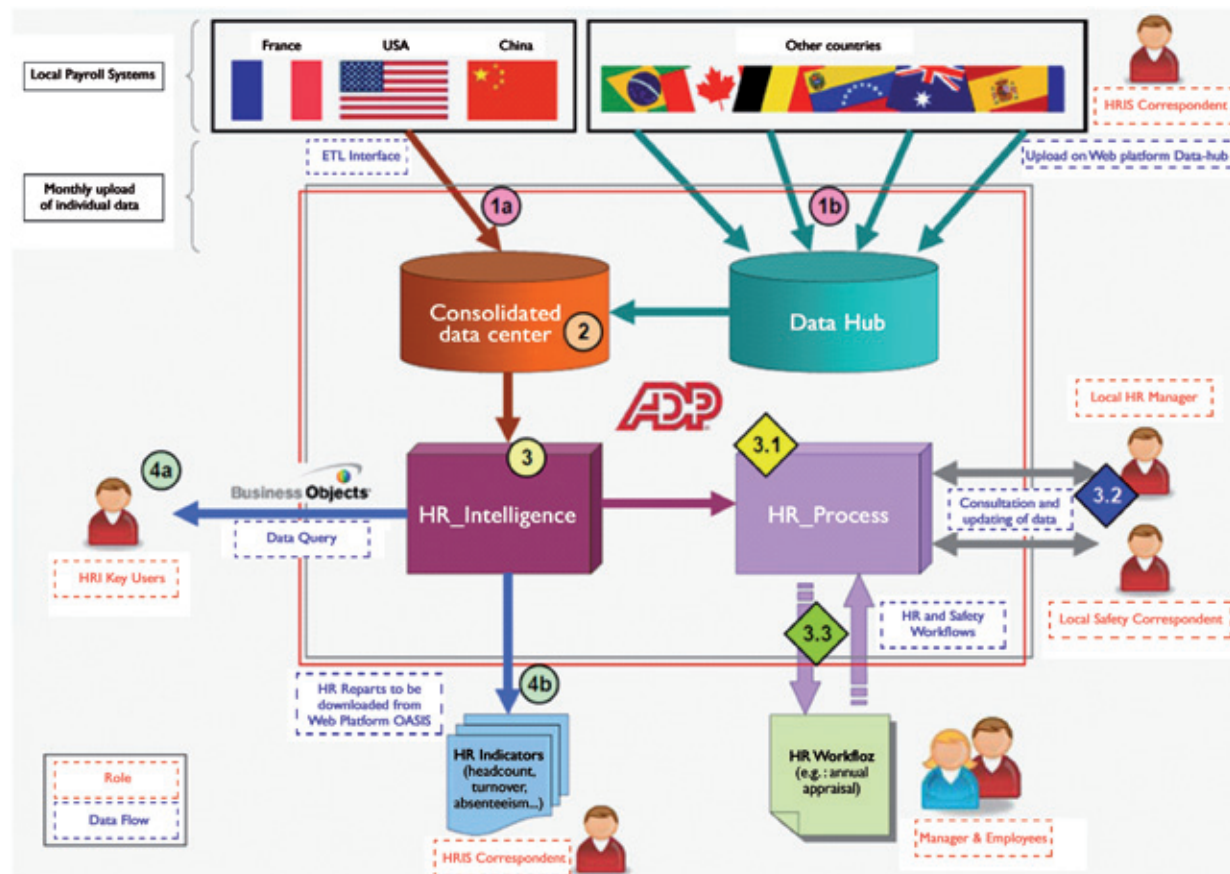 France
USA
China
Other countries
Local Payroll Systems
HRIS Correspondent
ETL Interface
Upload on Web platform Data-hub
Monthly upload
of individual data
1a
1b
Consolidated
data center
2
Data Hub
ADP
Local HR Manager
3
3.1
4a
Business Objects
HR_Intelligence
HR_Process
3.2
Consultation and
updating of data
Data Query
HRI Key Users
Local Safety Correspondent
3.3
HR and Safety
Workflows
HR Reparts to be
downloaded from
Web Platform OASIS
4b
HR Indicators
(headcount,
turnover,
absenteeism...)
HR Workfloz
(e.g.: annual
appraisal)
Role
Data Flow
HRIS Correspondent
Manager & Employees